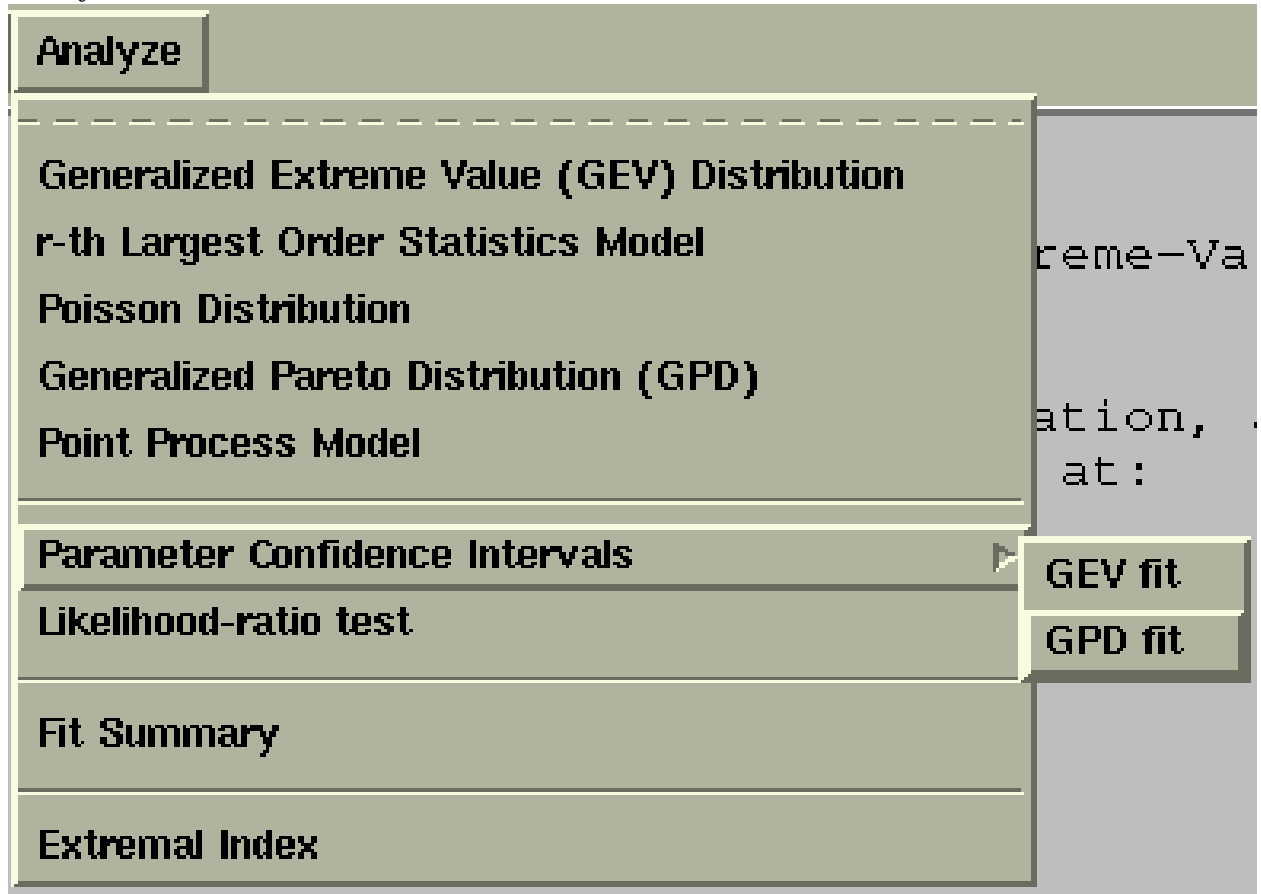 Analyze
Generalized Extreme Value (GEV) Distribution
r-th Largest Order Statistics Model
reme-Va
Poisson Distribution
Generalized Pareto Distribution (GPD)
ation,
Point Process Model
at:
Parameter Confidence Intervals
GEV fit
Likelihood-ratio test
GPD fit
Fit Summary
Extremal Index